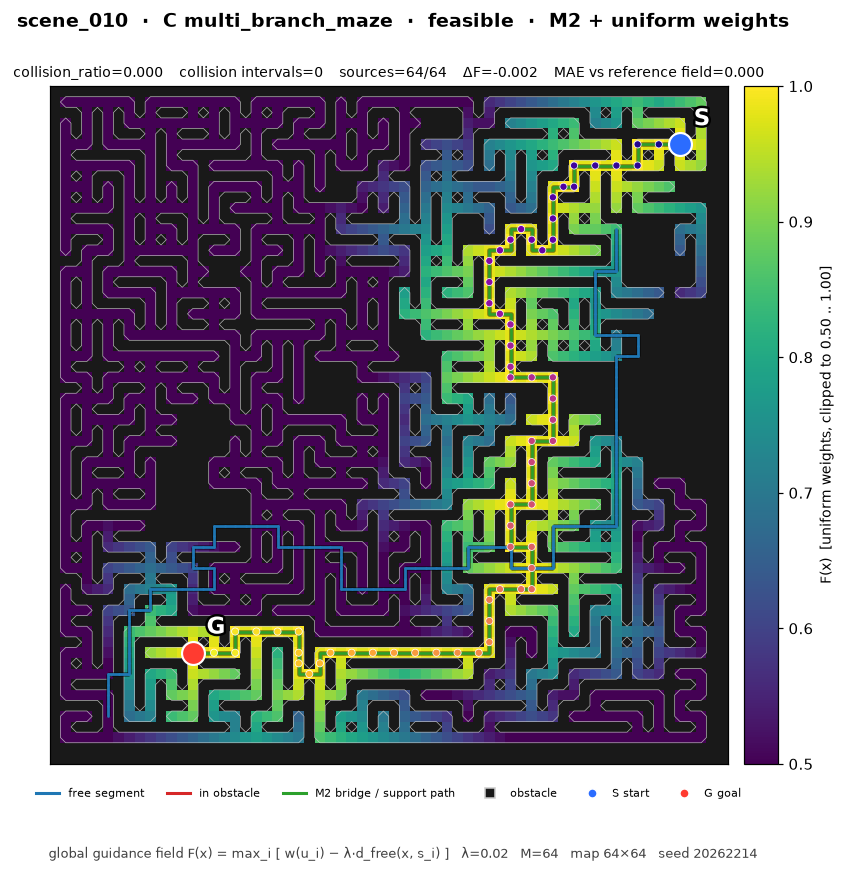 scene_010 · C multi_branch_maze · feasible · M2 + uniform weights
collision_ratio=0.000 collision intervals=0 sources=64/64 ΔF=-0.002 MAE vs reference field=0.000
S
G
1.0
0.9
0.8
0.7
0.6
0.5
F(x) [uniform weights, clipped to 0.50 .. 1.00]
free segment
in obstacle
M2 bridge / support path
obstacle
S start
G goal
global guidance field F(x) = max_i [ w(u_i) − λ·d_free(x, s_i) ] λ=0.02 M=64 map 64×64 seed 20262214